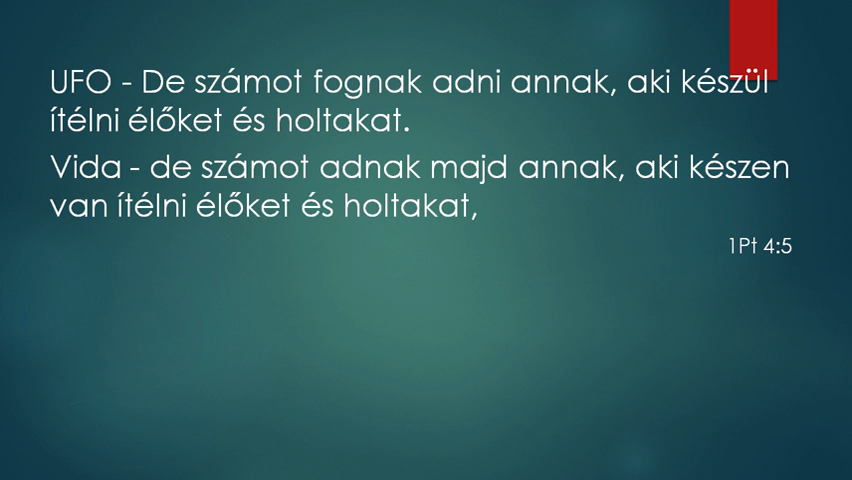 UFO - De számot fognak adni annak, aki készül
ítélni élőket és holtakat.
Vida - de számot adnak majd annak, aki készen
van ítélni élőket és holtakat,
1Pt 4:5